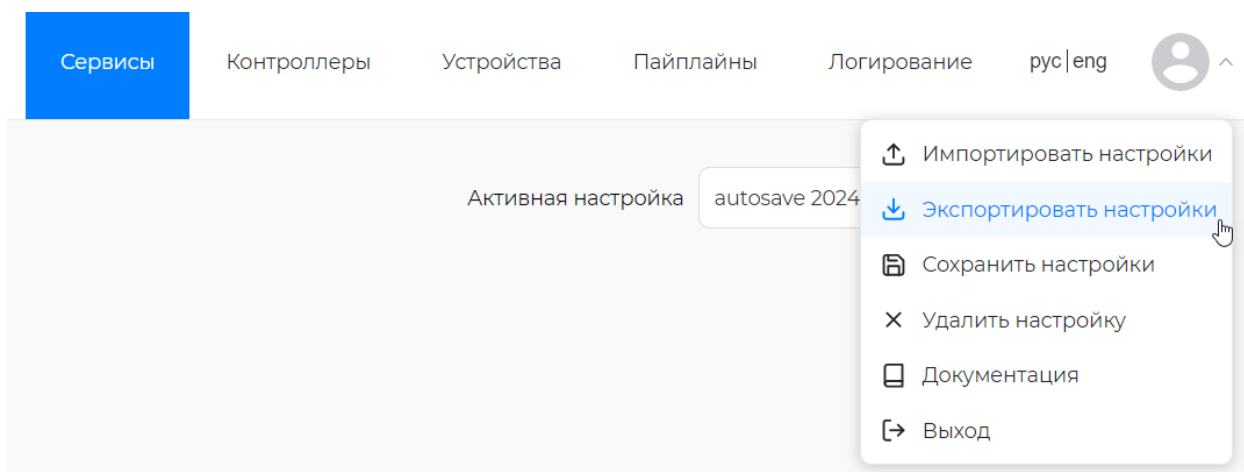 Сервисы Контроллеры Устройства Пайплайны Логирование рус|eng
Импортировать настройки
Активная настройка autosave 2024
Экспортировать настройки
Сохранить настройки
Удалить настройку
Документация
Выход